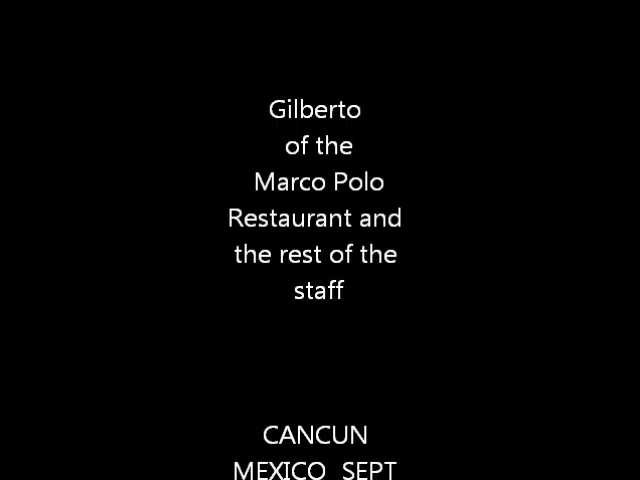 Gilberto
of the
Marco Polo
Restaurant and
the rest of the
staff
CANCUN
MEXICO  SEPT